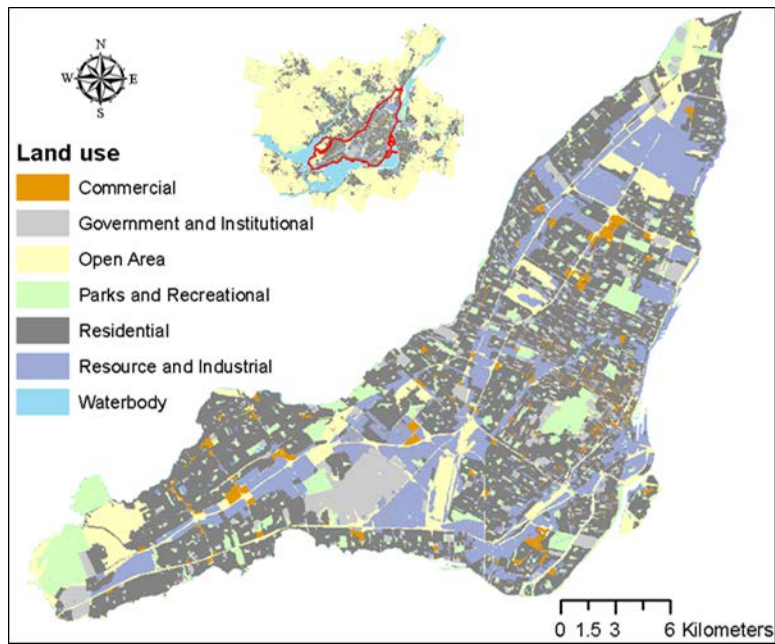 N
W E
S
Land use
Commercial
Government and Institutional
Open Area
Parks and Recreational
Residential
Resource and Industrial
Waterbody
0 1.5 3 6 Kilometers